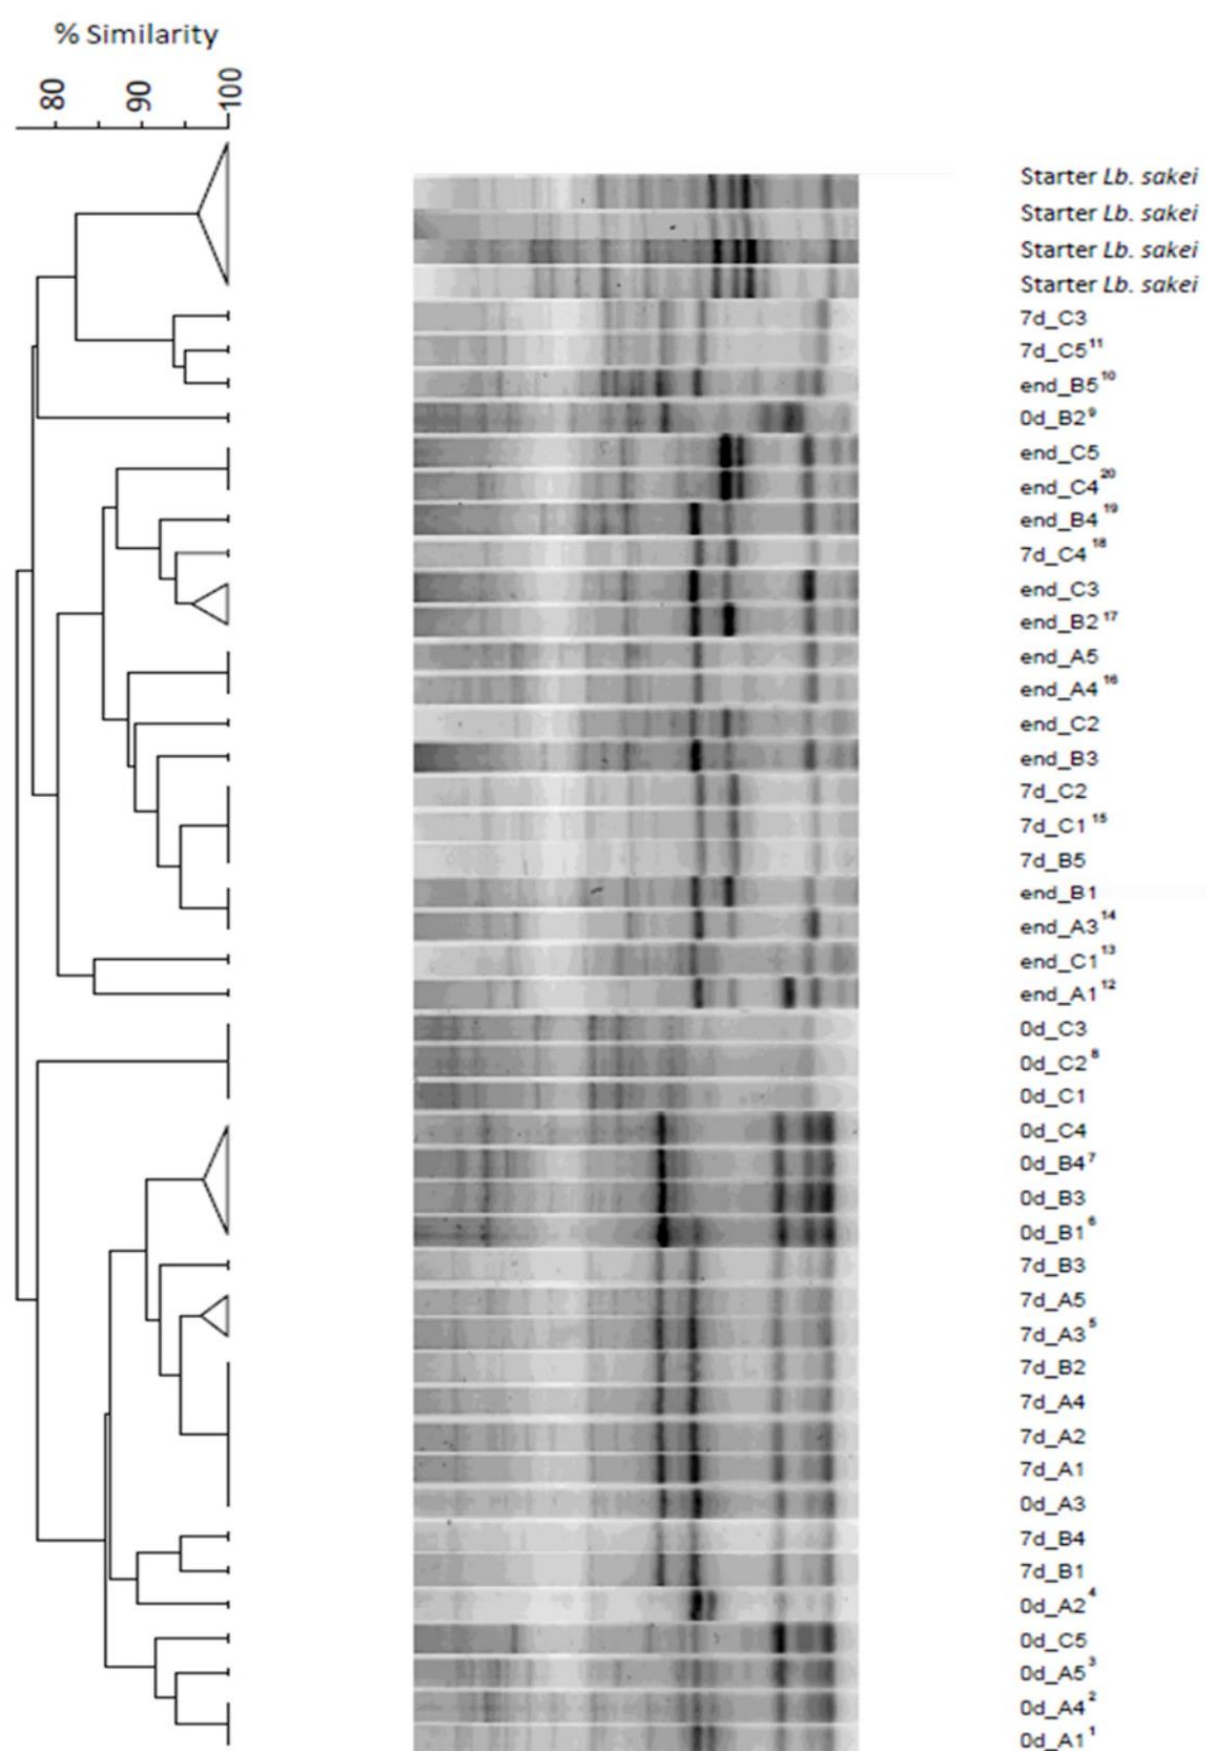 % Similarity
80 90 100
Starter Lb. sakei
Starter Lb. sakei
Starter Lb. sakei
Starter Lb. sakei
7d_C3
7d_C5¹¹
end_B5¹⁰
0d_B2⁹
end_C5
end_C4²⁰
end_B4¹⁹
7d_C4¹⁸
end_C3
end_B2¹⁷
end_A5
end_A4¹⁶
end_C2
end_B3
7d_C2
7d_C1¹⁵
7d_B5
end_B1
end_A3¹⁴
end_C1¹³
end_A1¹²
0d_C3
0d_C2⁸
0d_C1
0d_C4
0d_B4⁷
0d_B3
0d_B1⁶
7d_B3
7d_A5
7d_A3⁵
7d_B2
7d_A4
7d_A2
7d_A1
0d_A3
7d_B4
7d_B1
0d_A2⁴
0d_C5
0d_A5³
0d_A4²
0d_A1¹